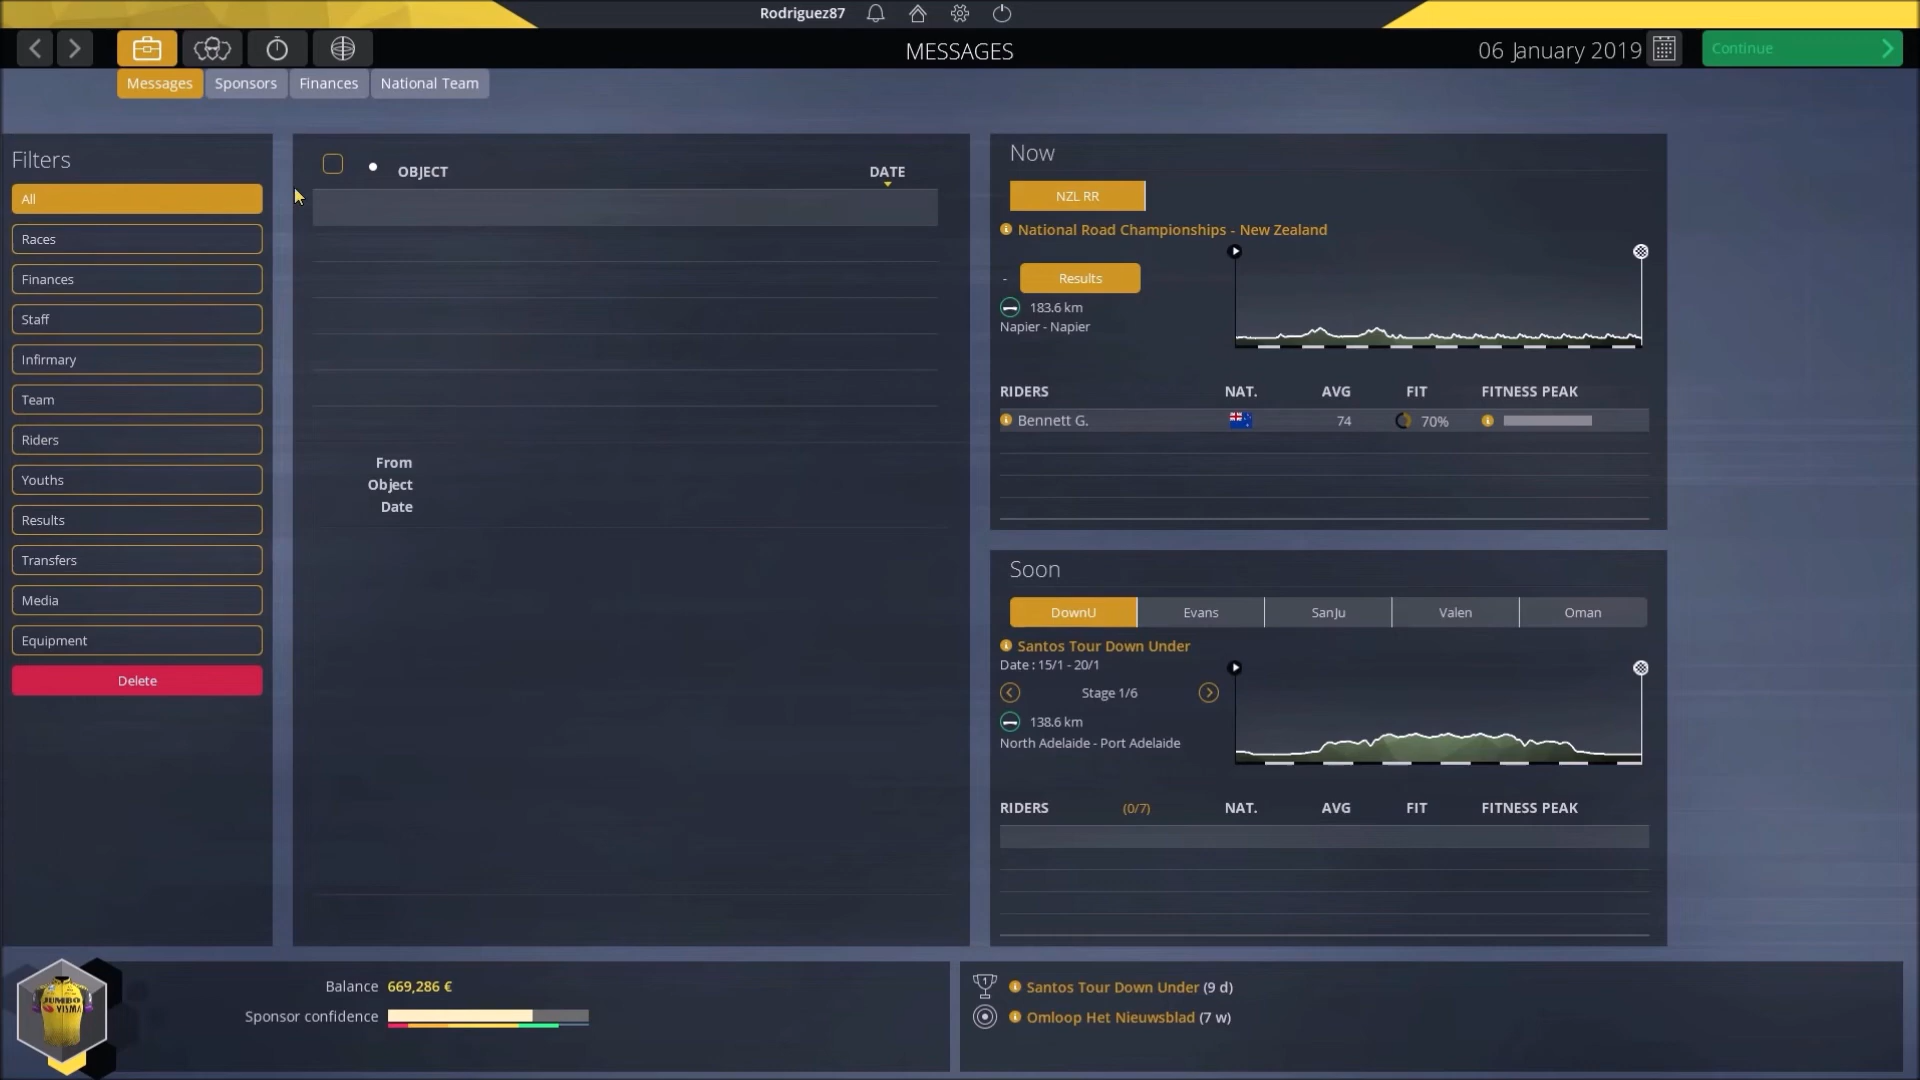 Rodriguez87
MESSAGES
06 January 2019
Continue
Messages
Sponsors
Finances
National Team
Filters
All
Races
Finances
Staff
Infirmary
Team
Riders
Youths
Results
Transfers
Media
Equipment
Delete
OBJECT
DATE
From
Object
Date
Now
NZL RR
National Road Championships - New Zealand
- Results
183.6 km
Napier - Napier
RIDERS NAT. AVG FIT FITNESS PEAK
Bennett G. 74 70%
Soon
DownU Evans SanJu Valen Oman
Santos Tour Down Under
Date : 15/1 - 20/1
Stage 1/6
138.6 km
North Adelaide - Port Adelaide
RIDERS (0/7) NAT. AVG FIT FITNESS PEAK
JUMBO
VISMA
Balance 669,286 €
Sponsor confidence
1
Santos Tour Down Under (9 d)
Omloop Het Nieuwsblad (7 w)